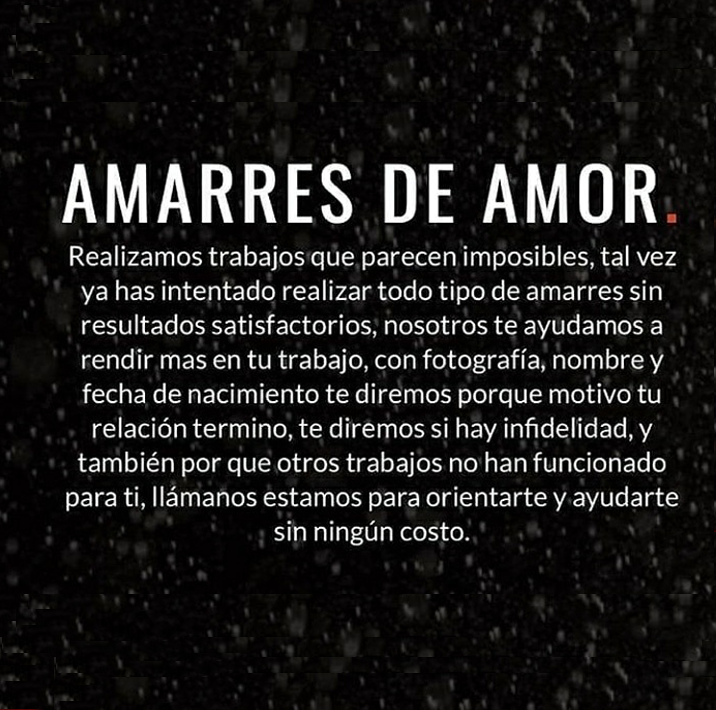 AMARRES DE AMOR.
Realizamos trabajos que parecen imposibles, tal vez
ya has intentado realizar todo tipo de amarres sin
resultados satisfactorios, nosotros te ayudamos a
rendir mas en tu trabajo, con fotografía, nombre y
fecha de nacimiento te diremos porque motivo tu
relación termino, te diremos si hay infidelidad, y
también por que otros trabajos no han funcionado
para ti, llámanos estamos para orientarte y ayudarte
sin ningún costo.